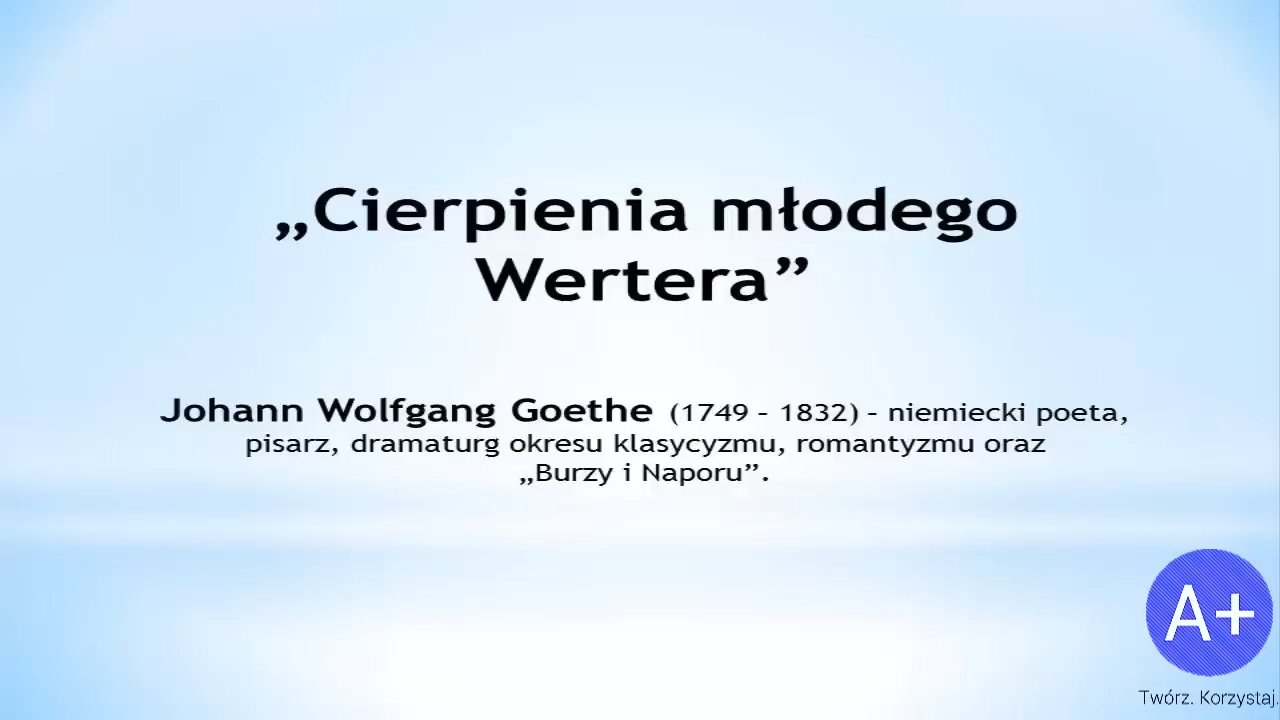 „Cierpienia młodego
Wertera”
Johann Wolfgang Goethe (1749 – 1832) – niemiecki poeta,
pisarz, dramaturg okresu klasycyzmu, romantyzmu oraz
„Burzy i Naporu”.
A+
Twórz. Korzystaj.